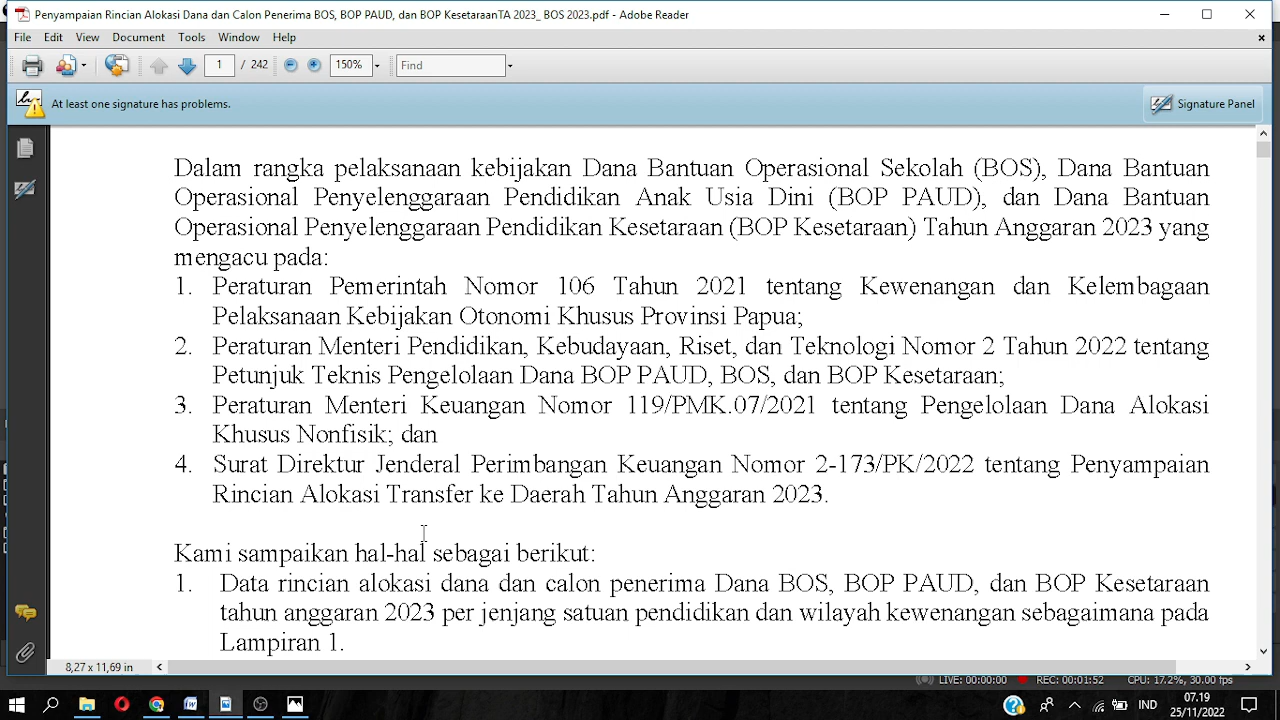 Penyampaian Rincian Alokasi Dana dan Calon Penerima BOS, BOP PAUD, dan BOP KesetaraanTA 2023_ BOS 2023.pdf - Adobe Reader
File Edit View Document Tools Window Help
1 / 242 150% Find
At least one signature has problems.
Signature Panel
Dalam rangka pelaksanaan kebijakan Dana Bantuan Operasional Sekolah (BOS), Dana Bantuan
Operasional Penyelenggaraan Pendidikan Anak Usia Dini (BOP PAUD), dan Dana Bantuan
Operasional Penyelenggaraan Pendidikan Kesetaraan (BOP Kesetaraan) Tahun Anggaran 2023 yang
mengacu pada:
1. Peraturan Pemerintah Nomor 106 Tahun 2021 tentang Kewenangan dan Kelembagaan
Pelaksanaan Kebijakan Otonomi Khusus Provinsi Papua;
2. Peraturan Menteri Pendidikan, Kebudayaan, Riset, dan Teknologi Nomor 2 Tahun 2022 tentang
Petunjuk Teknis Pengelolaan Dana BOP PAUD, BOS, dan BOP Kesetaraan;
3. Peraturan Menteri Keuangan Nomor 119/PMK.07/2021 tentang Pengelolaan Dana Alokasi
Khusus Nonfisik; dan
4. Surat Direktur Jenderal Perimbangan Keuangan Nomor 2-173/PK/2022 tentang Penyampaian
Rincian Alokasi Transfer ke Daerah Tahun Anggaran 2023.
Kami sampaikan hal-hal sebagai berikut:
1. Data rincian alokasi dana dan calon penerima Dana BOS, BOP PAUD, dan BOP Kesetaraan
tahun anggaran 2023 per jenjang satuan pendidikan dan wilayah kewenangan sebagaimana pada
Lampiran 1.
8,27 x 11,69 in
LIVE: 00:00:00 REC: 00:01:52 CPU: 17.2%, 30.00 fps
IND
07.19
25/11/2022